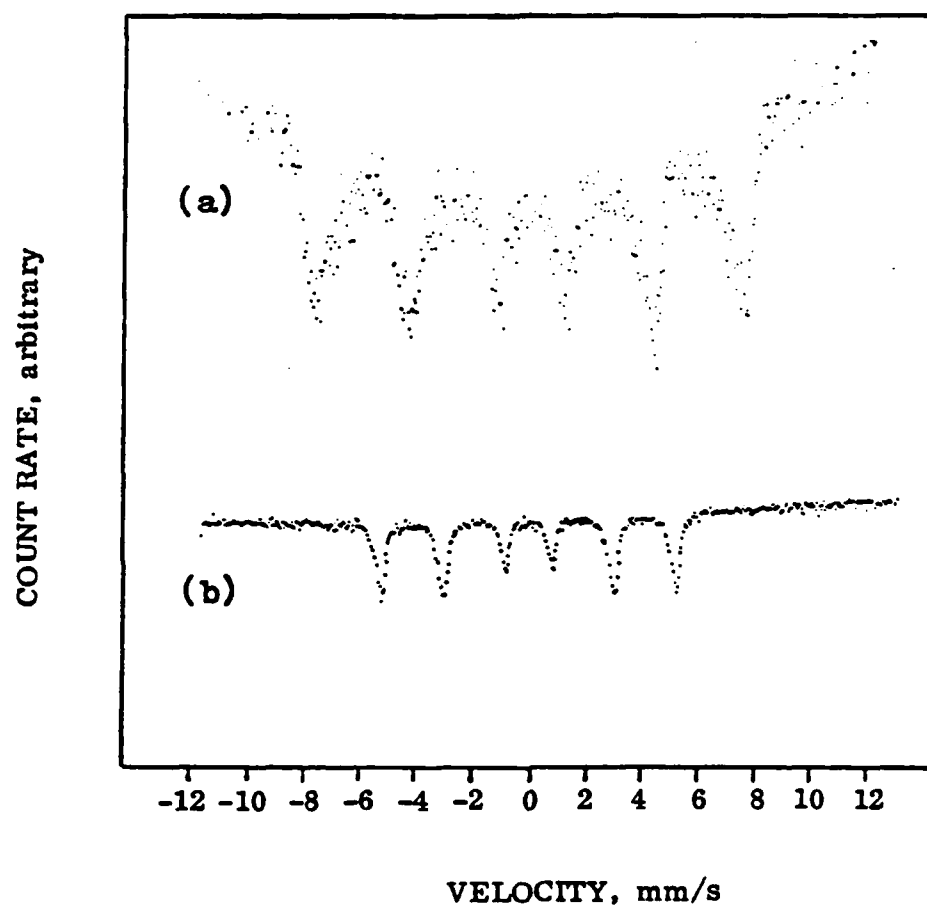 (a)
COUNT RATE, arbitrary
(b)
-12 -10 -8 -6 -4 -2 0 2 4 6 8 10 12
VELOCITY, mm/s